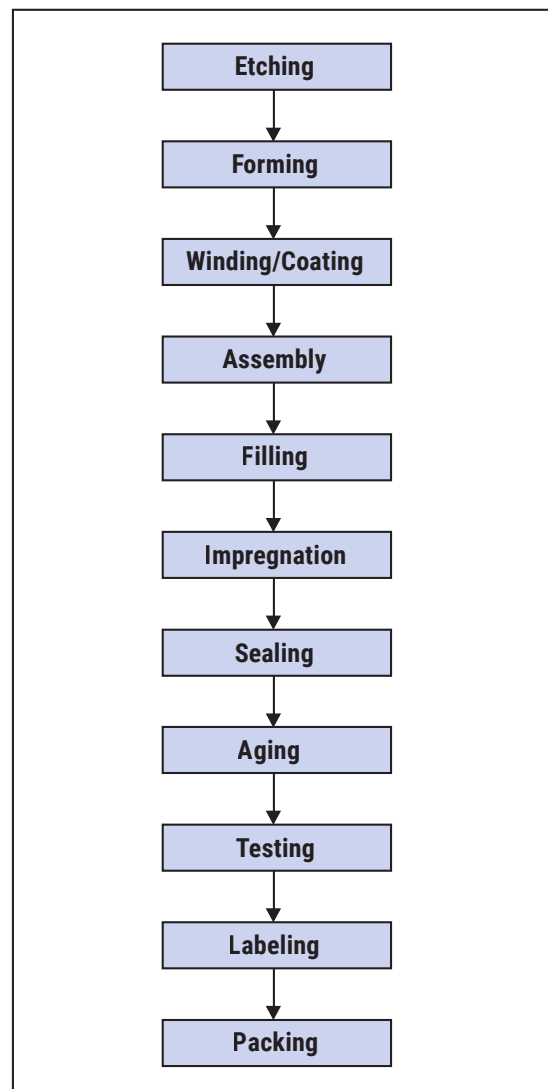 Etching
Forming
Winding/Coating
Assembly
Filling
Impregnation
Sealing
Aging
Testing
Labeling
Packing